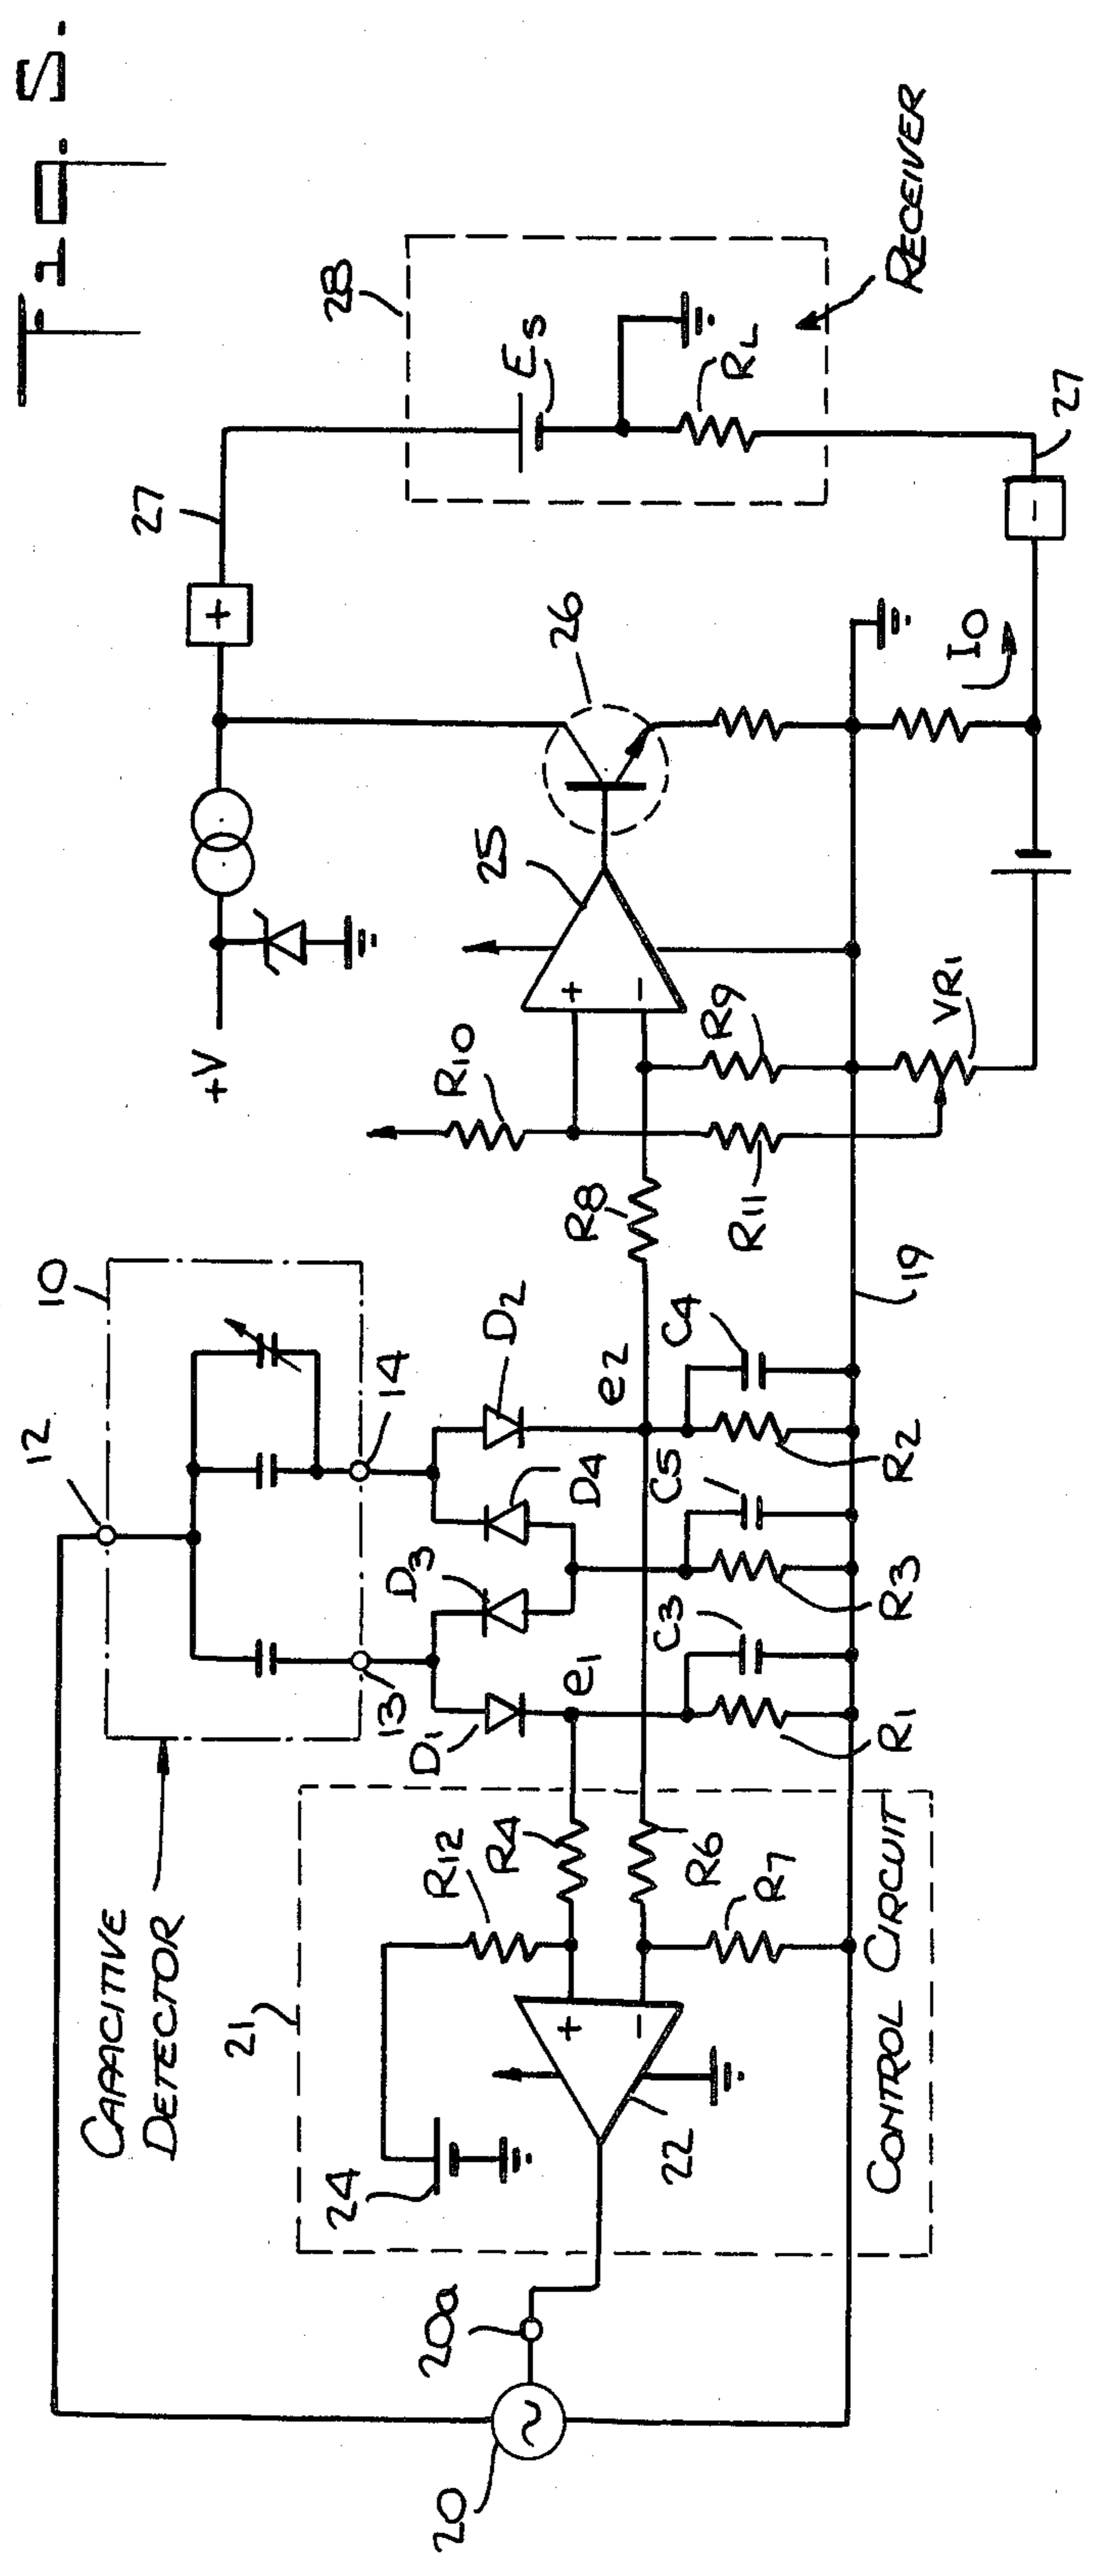 Fig. 5.
CAPACITIVE
DETECTOR
12
10
13
14
21
24
R12
R4
R6
R7
22
CONTROL CIRCUIT
20
20a
D1
D3
D4
D2
e1
e2
C3
C5
C4
R1
R3
R2
19
R8
R10
R11
R9
VR1
+V
25
26
+
-
+
-
27
+
28
ES
RL
RECEIVER
IO
-
27